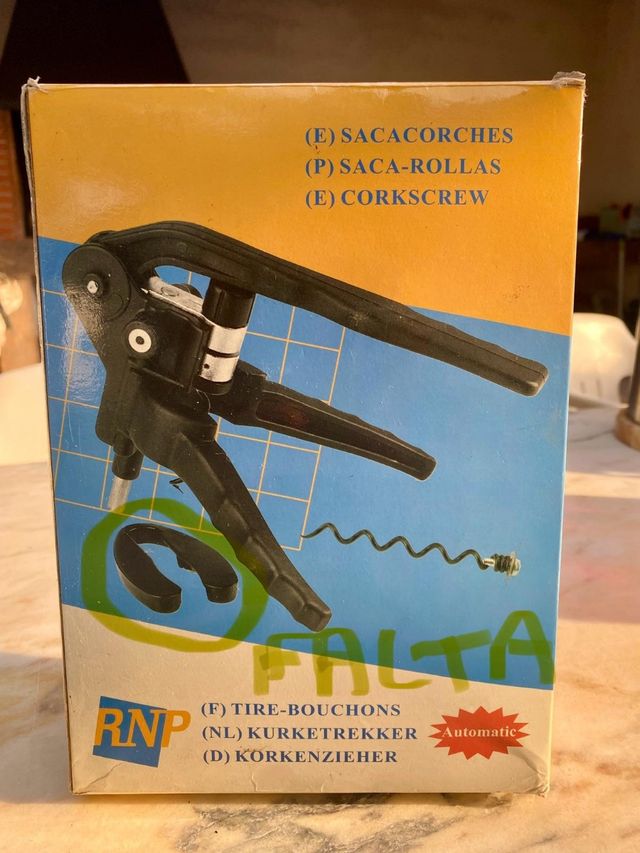 (E) SACACORCHES
(P) SACA-ROLLAS
(E) CORKSCREW
FALTA
RNP
(F) TIRE-BOUCHONS
(NL) KURKETREKKER
(D) KORKENZIEHER
Automatic